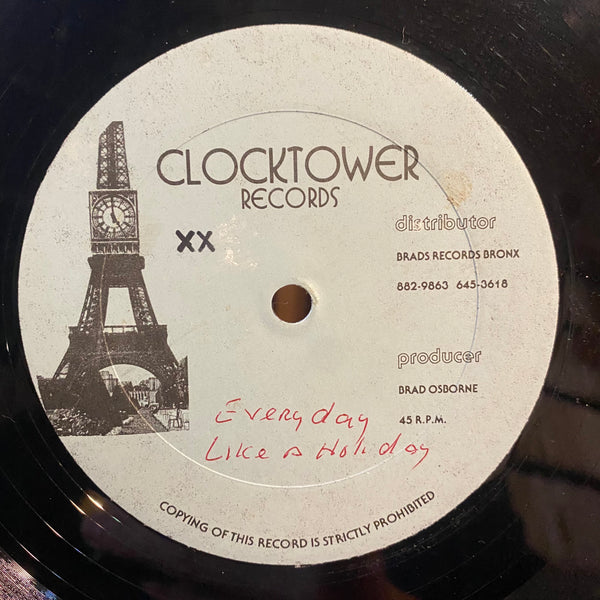 CLOCKTOWER
RECORDS
XX
distributor
BRADS RECORDS BRONX
882-9863 645-3618
producer
BRAD OSBORNE
45 R.P.M.
Everyday
Like a Holiday
COPYING OF THIS RECORD IS STRICTLY PROHIBITED